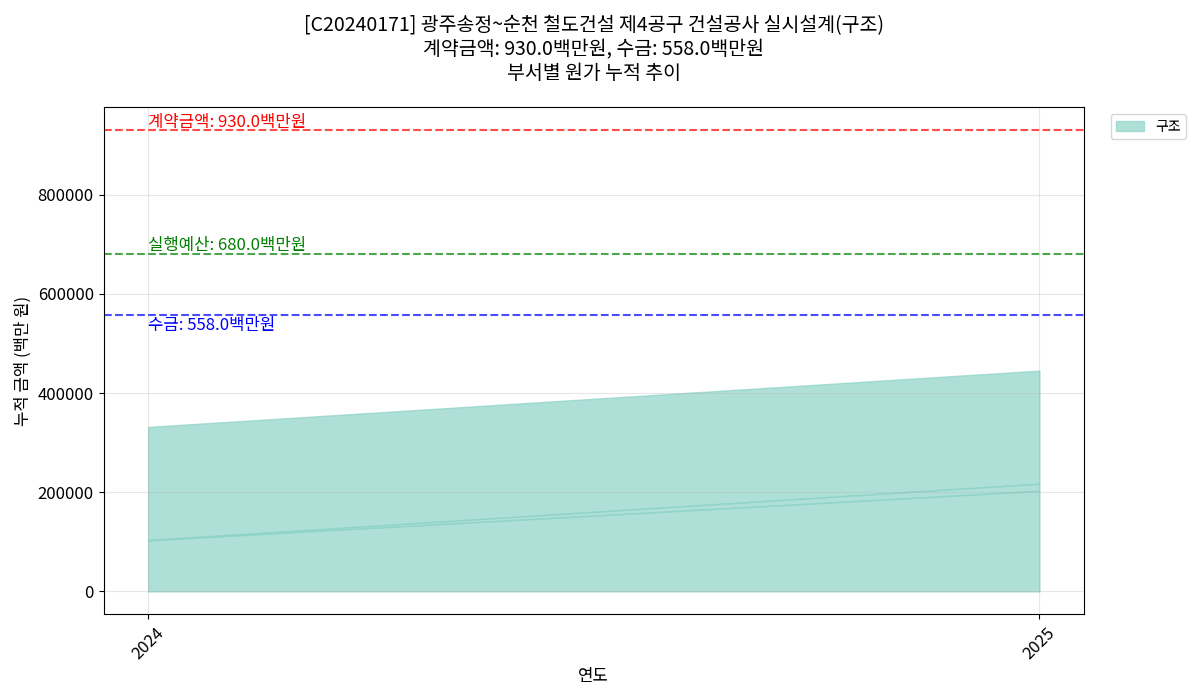 [C20240171] 광주송정~순천 철도건설 제4공구 건설공사 실시설계(구조)
계약금액: 930.0백만원, 수금: 558.0백만원
부서별 원가 누적 추이
계약금액: 930.0백만원
구조
800000
실행예산: 680.0백만원
600000
수금: 558.0백만원
누적 금액 (백만 원)
400000
200000
0
2024
2025
연도